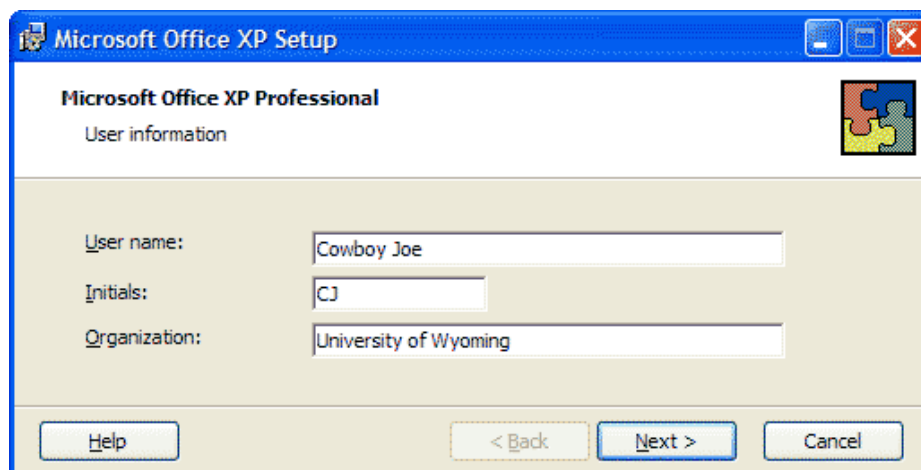 Microsoft Office XP Setup
Microsoft Office XP Professional
User information
User name: Cowboy Joe
Initials: CJ
Organization: University of Wyoming
Help < Back Next > Cancel